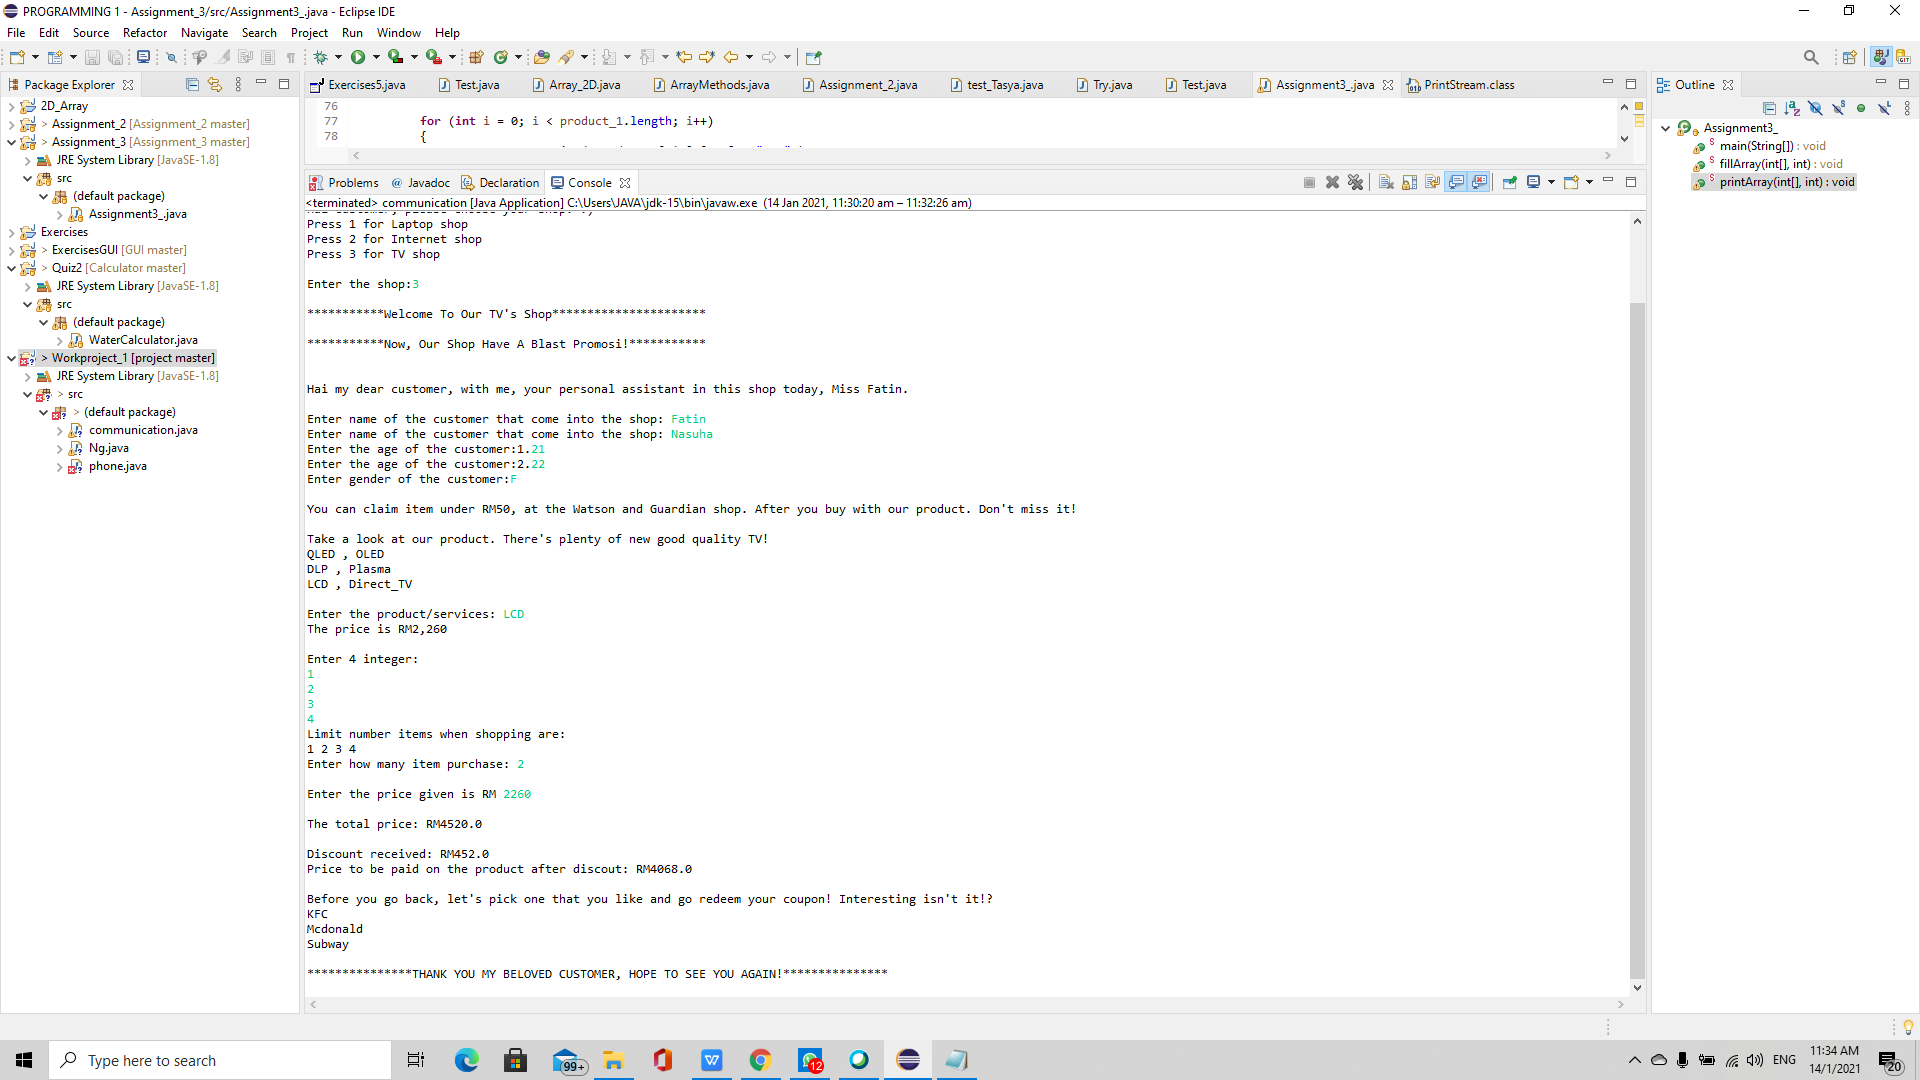 PROGRAMMING 1 - Assignment_3/src/Assignment3_.java - Eclipse IDE
File Edit Source Refactor Navigate Search Project Run Window Help
Package Explorer
2D_Array
> Assignment_2 [Assignment_2 master]
> Assignment_3 [Assignment_3 master]
JRE System Library [JavaSE-1.8]
src
(default package)
Assignment3_.java
Exercises
> ExercisesGUI [GUI master]
> Quiz2 [Calculator master]
JRE System Library [JavaSE-1.8]
src
(default package)
WaterCalculator.java
> Workproject_1 [project master]
JRE System Library [JavaSE-1.8]
> src
> (default package)
communication.java
Ng.java
phone.java
Exercises5.java Test.java Array_2D.java ArrayMethods.java Assignment_2.java test_Tasya.java Try.java Test.java Assignment3_.java PrintStream.class
76
77 for (int i = 0; i < product_1.length; i++)
78 {
Problems @ Javadoc Declaration Console
<terminated> communication [Java Application] C:\Users\JAVA\jdk-15\bin\javaw.exe (14 Jan 2021, 11:30:20 am – 11:32:26 am)
Press 1 for Laptop shop
Press 2 for Internet shop
Press 3 for TV shop
Enter the shop:3
***********Welcome To Our TV's Shop**********************
***********Now, Our Shop Have A Blast Promosi!***********
Hai my dear customer, with me, your personal assistant in this shop today, Miss Fatin.
Enter name of the customer that come into the shop: Fatin
Enter name of the customer that come into the shop: Nasuha
Enter the age of the customer:1.21
Enter the age of the customer:2.22
Enter gender of the customer:F
You can claim item under RM50, at the Watson and Guardian shop. After you buy with our product. Don't miss it!
Take a look at our product. There's plenty of new good quality TV!
QLED , OLED
DLP , Plasma
LCD , Direct_TV
Enter the product/services: LCD
The price is RM2,260
Enter 4 integer:
1
2
3
4
Limit number items when shopping are:
1 2 3 4
Enter how many item purchase: 2
Enter the price given is RM 2260
The total price: RM4520.0
Discount received: RM452.0
Price to be paid on the product after discout: RM4068.0
Before you go back, let's pick one that you like and go redeem your coupon! Interesting isn't it!?
KFC
Mcdonald
Subway
***************THANK YOU MY BELOVED CUSTOMER, HOPE TO SEE YOU AGAIN!***************
Outline
Assignment3_
main(String[]) : void
fillArray(int[], int) : void
printArray(int[], int) : void
Type here to search
99+
12
ENG
11:34 AM
14/1/2021
20